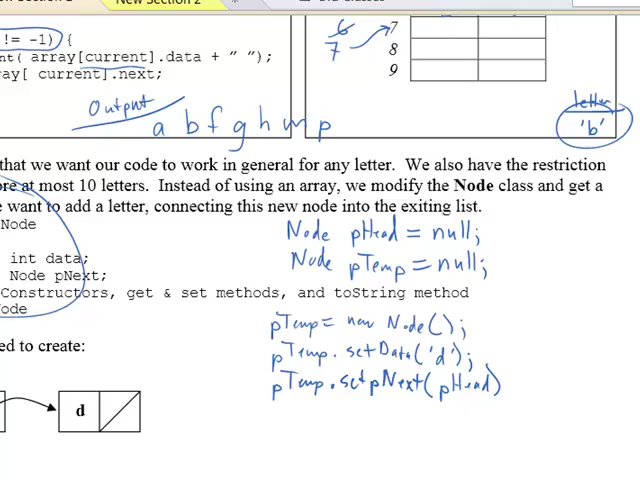 New Section 2
!= -1) {
nt( array[current].data + " ");
ray[ current].next;
Output
a b f g h m p
6
7
7
8
9
letter
'b'
that we want our code to work in general for any letter. We also have the restriction
ore at most 10 letters. Instead of using an array, we modify the Node class and get a
e want to add a letter, connecting this new node into the exiting list.
Node
int data;
Node pNext;
Constructors, get & set methods, and toString method
ode
Node pHead = null;
Node pTemp = null;
pTemp = new Node();
pTemp.setData('d');
pTemp.setpNext(pHead)
ed to create:
d